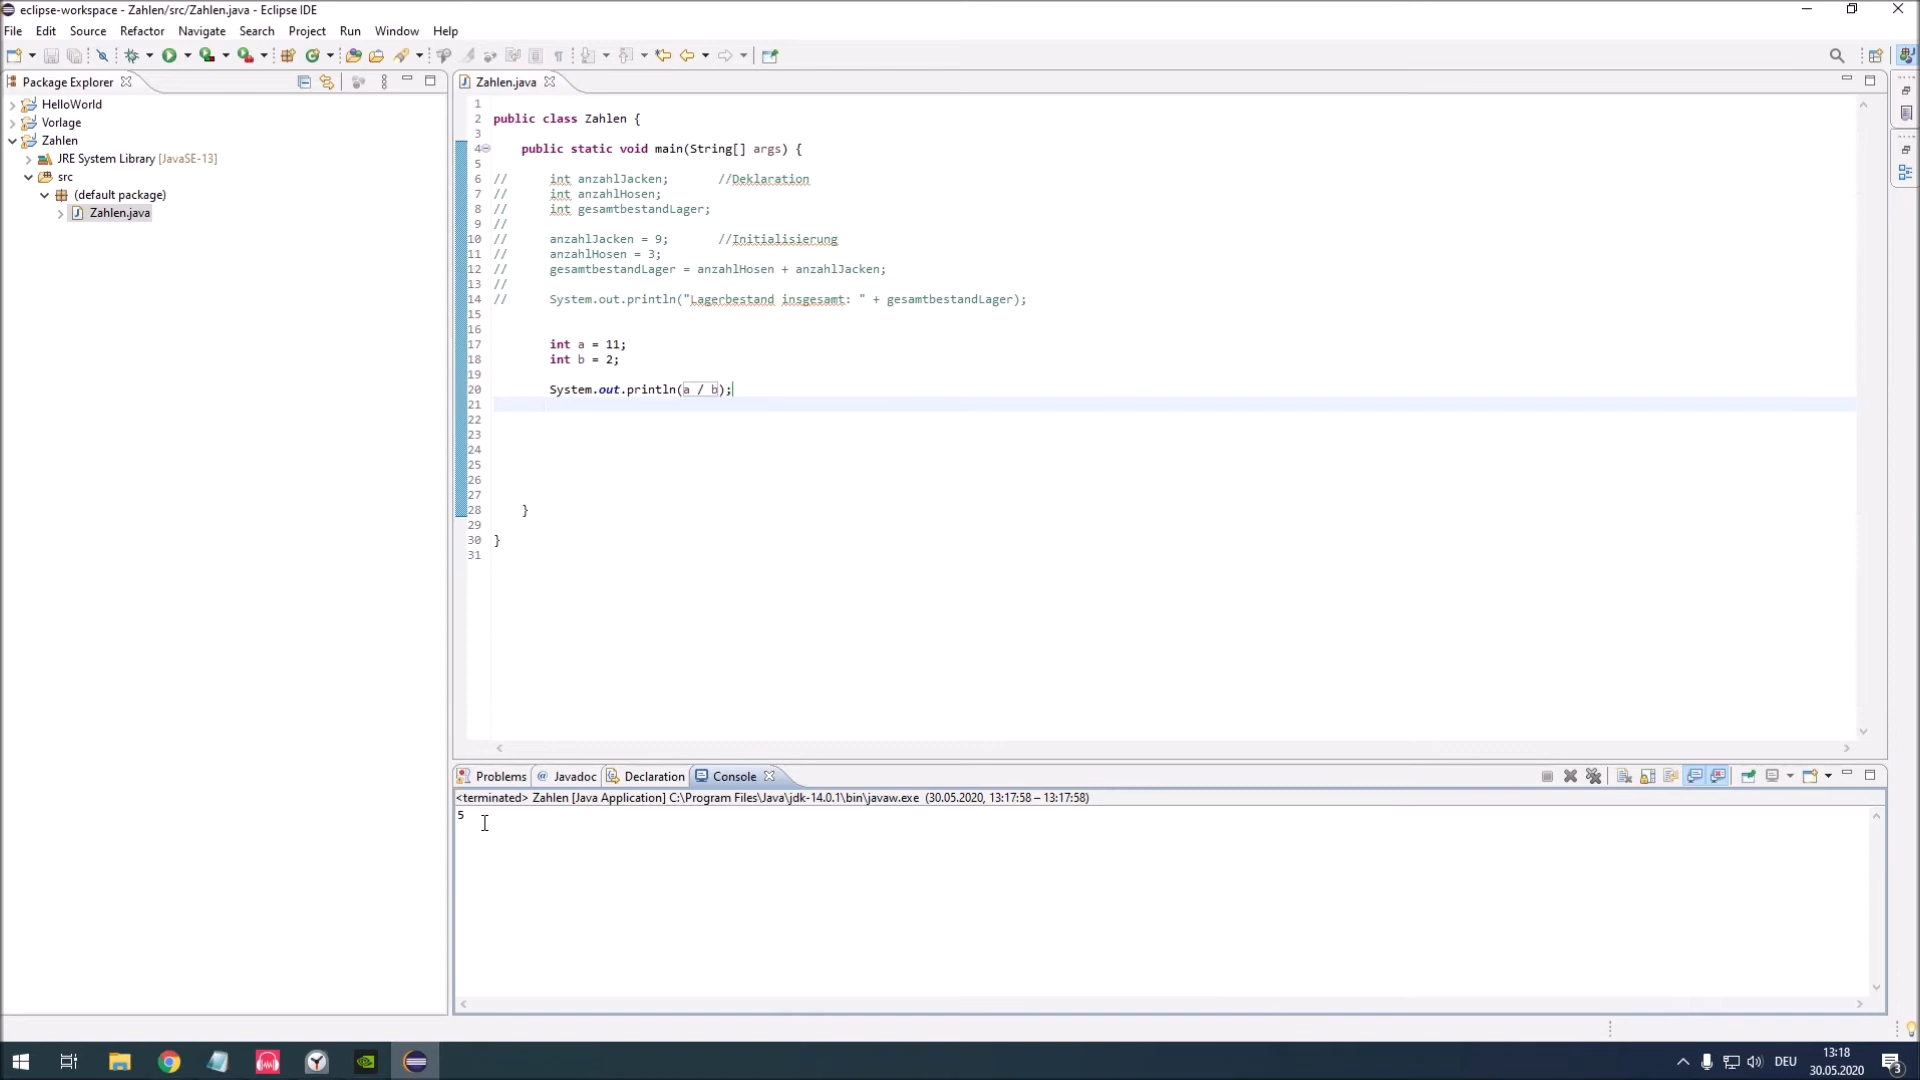 eclipse-workspace - Zahlen/src/Zahlen.java - Eclipse IDE
File Edit Source Refactor Navigate Search Project Run Window Help
Package Explorer
HelloWorld
Vorlage
Zahlen
JRE System Library [JavaSE-13]
src
(default package)
Zahlen.java
Zahlen.java
1
2 public class Zahlen {
3
4 public static void main(String[] args) {
5
6 // int anzahlJacken; //Deklaration
7 // int anzahlHosen;
8 // int gesamtbestandLager;
9 //
10 // anzahlJacken = 9; //Initialisierung
11 // anzahlHosen = 3;
12 // gesamtbestandLager = anzahlHosen + anzahlJacken;
13 //
14 // System.out.println("Lagerbestand insgesamt: " + gesamtbestandLager);
15
16
17 int a = 11;
18 int b = 2;
19
20 System.out.println(a / b);
21
22
23
24
25
26
27
28 }
29
30 }
31
Problems @ Javadoc Declaration Console
<terminated> Zahlen [Java Application] C:\Program Files\Java\jdk-14.0.1\bin\javaw.exe (30.05.2020, 13:17:58 – 13:17:58)
5
DEU
13:18
30.05.2020
3